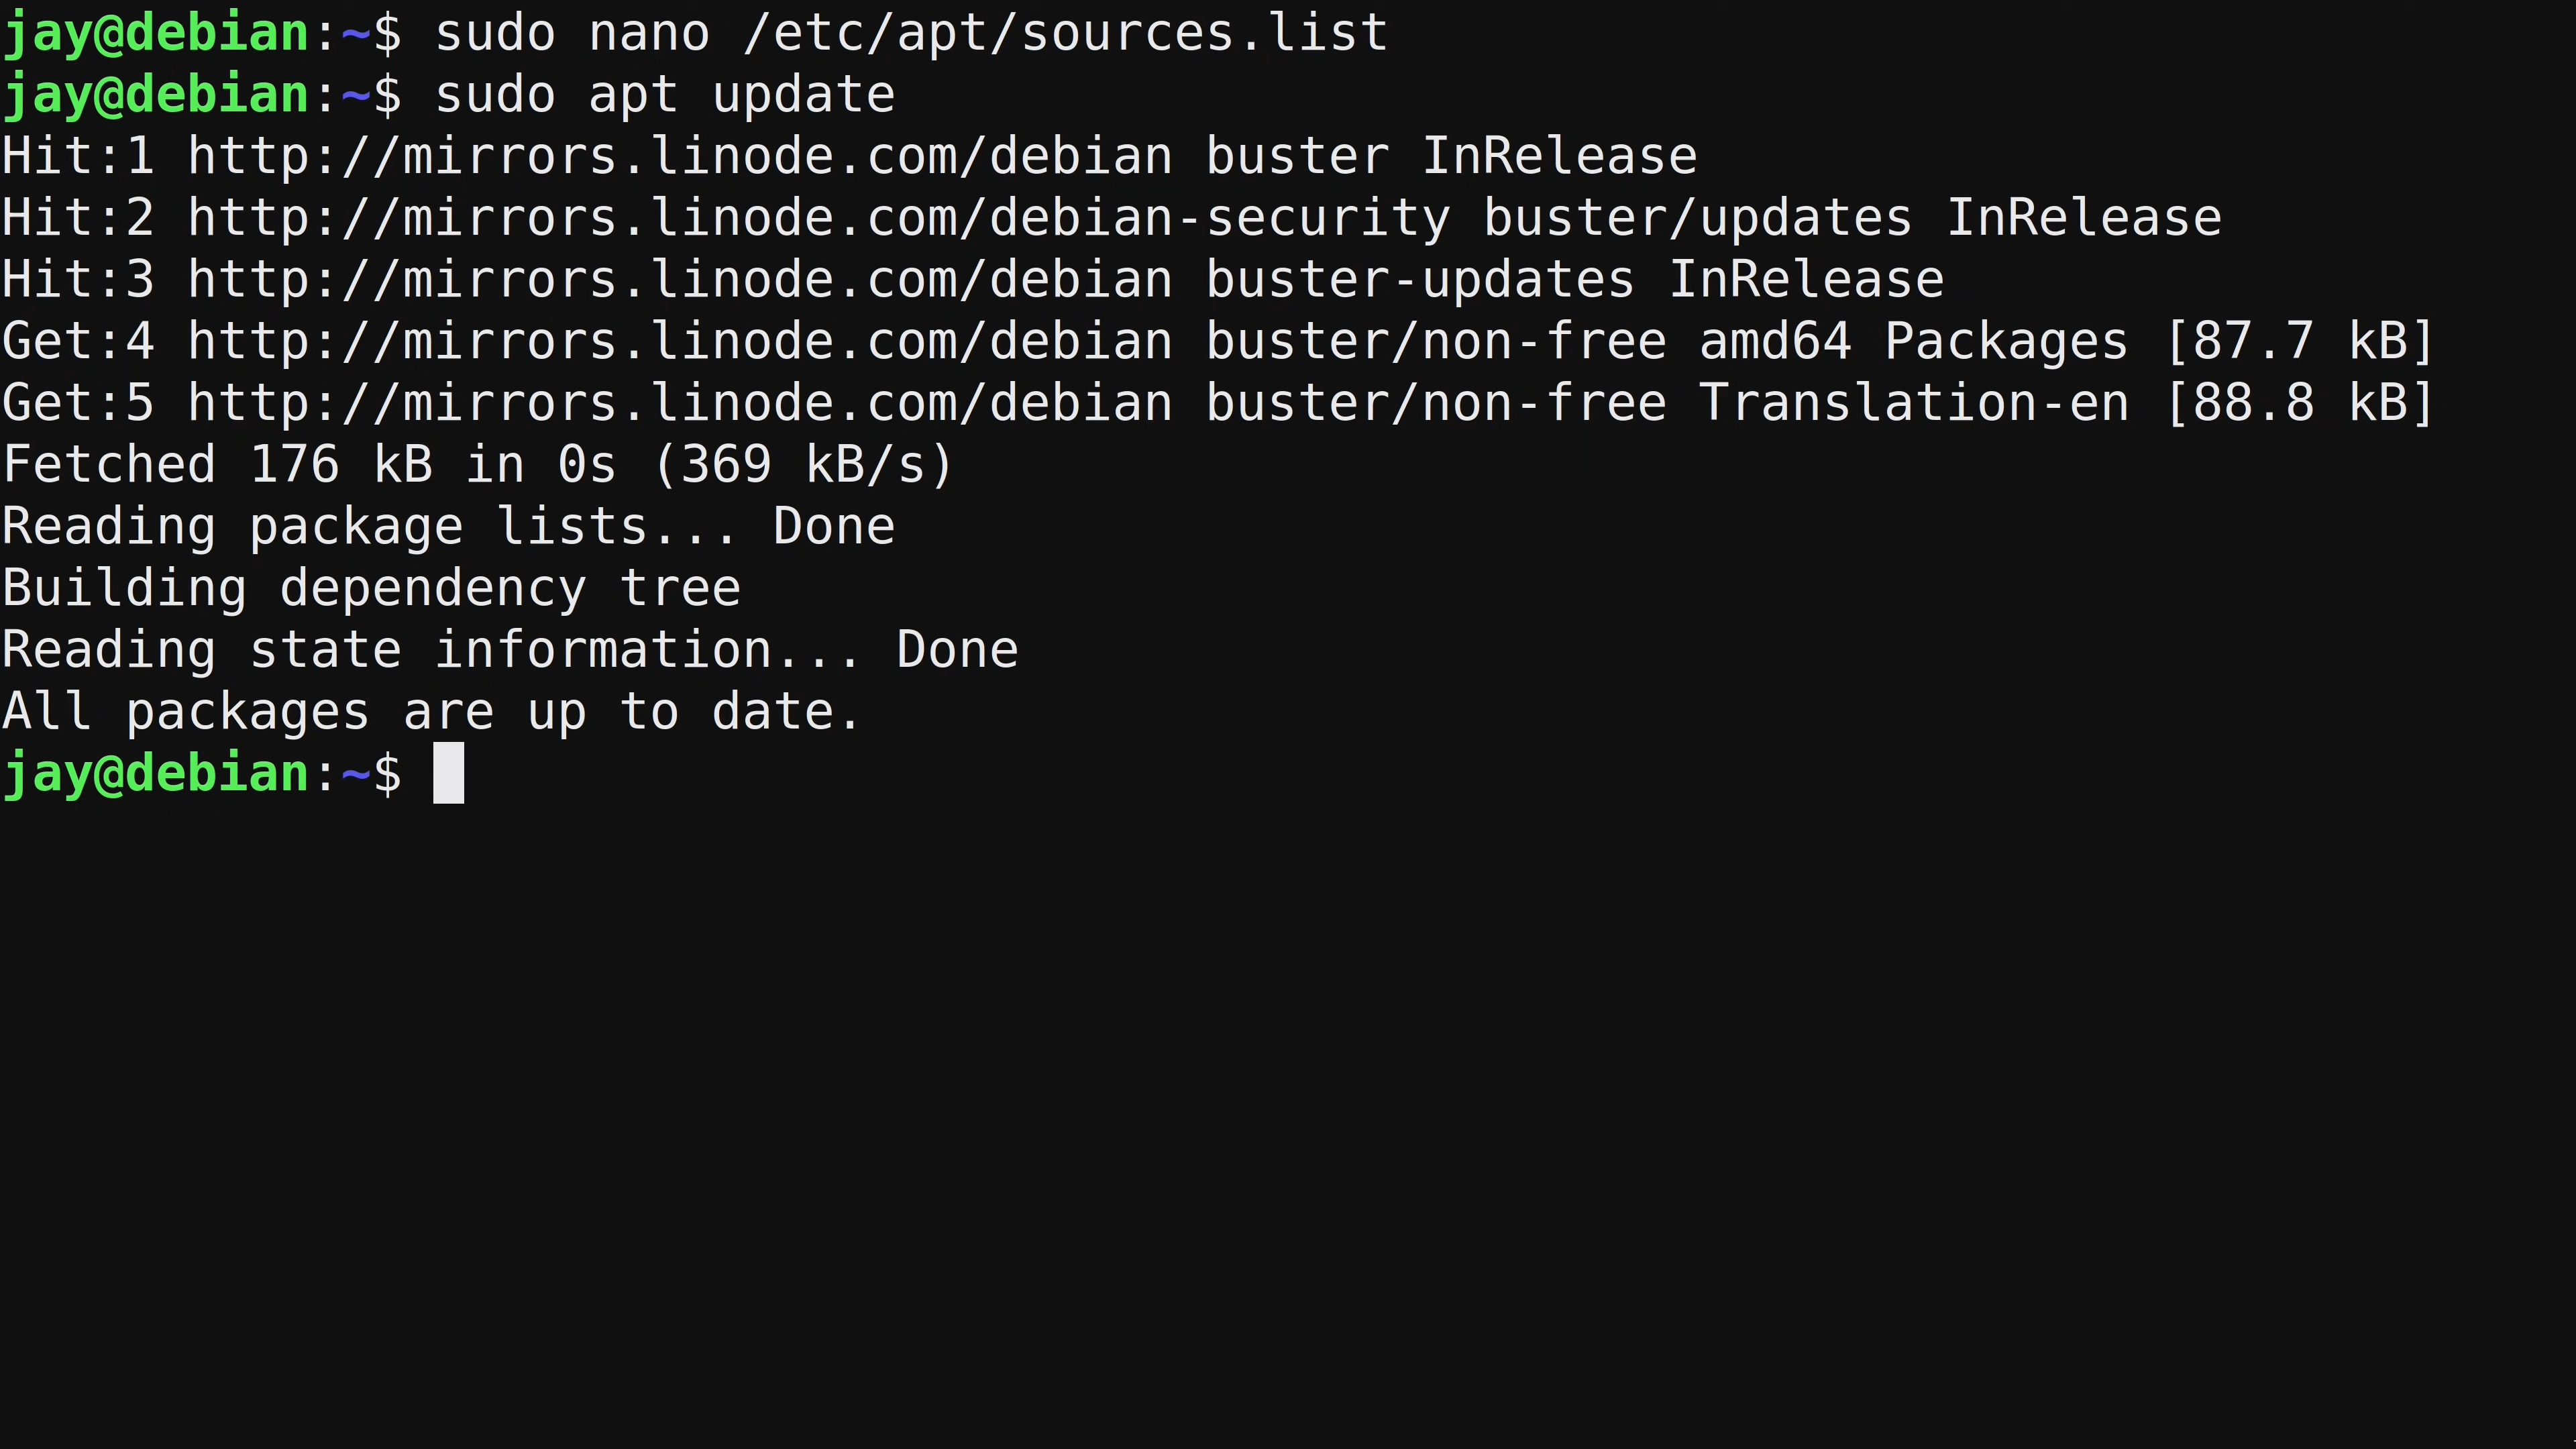 jay@debian:~$ sudo nano /etc/apt/sources.list
jay@debian:~$ sudo apt update
Hit:1 http://mirrors.linode.com/debian buster InRelease
Hit:2 http://mirrors.linode.com/debian-security buster/updates InRelease
Hit:3 http://mirrors.linode.com/debian buster-updates InRelease
Get:4 http://mirrors.linode.com/debian buster/non-free amd64 Packages [87.7 kB]
Get:5 http://mirrors.linode.com/debian buster/non-free Translation-en [88.8 kB]
Fetched 176 kB in 0s (369 kB/s)
Reading package lists... Done
Building dependency tree
Reading state information... Done
All packages are up to date.
jay@debian:~$